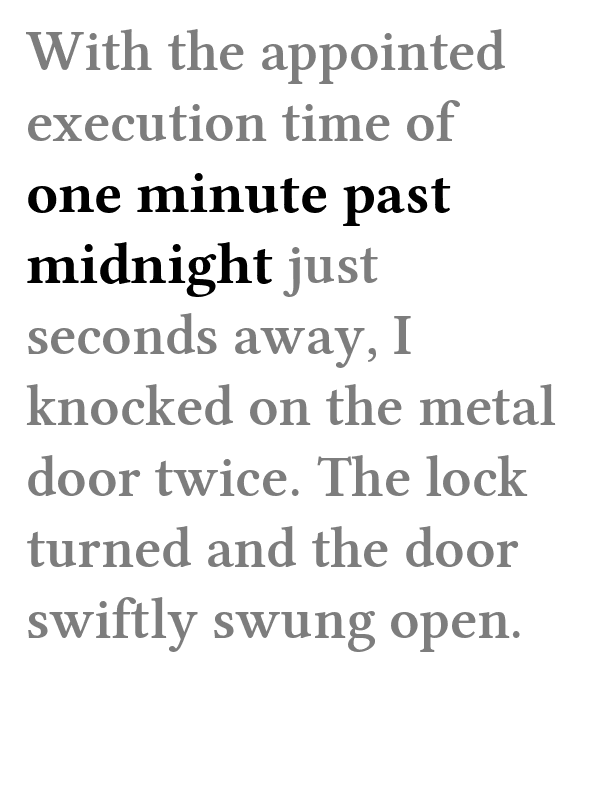 With the appointed
execution time of
one minute past
midnight just
seconds away, I
knocked on the metal
door twice. The lock
turned and the door
swiftly swung open.